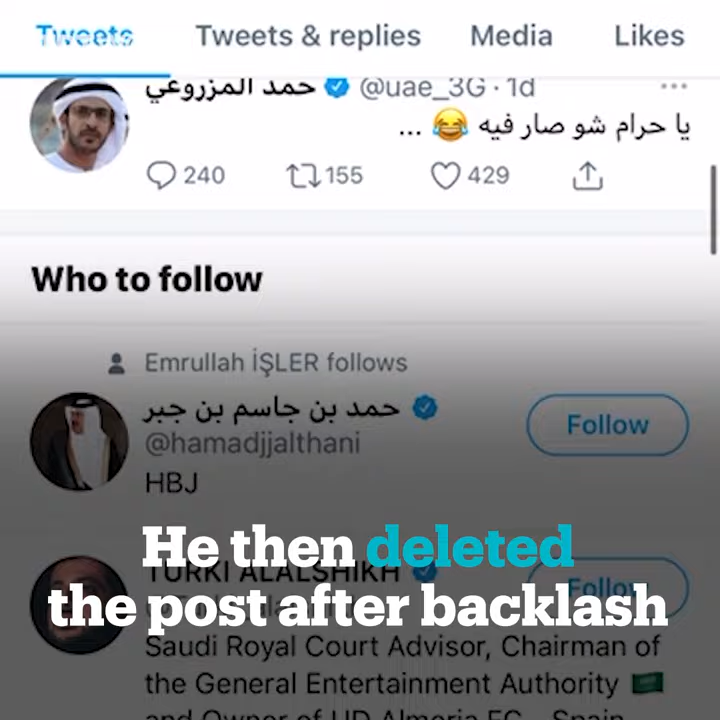 Tweets Tweets & replies Media Likes
حمد المزروعي @uae_3G · 1d
يا حرام شو صار فيه 😂 ...
240 155 429
Who to follow
Emrullah İŞLER follows
حمد بن جاسم بن جبر
@hamadjjalthani
Follow
HBJ
He then deleted
TURKI ALALSHIKH
Follow
the post after backlash
Saudi Royal Court Advisor, Chairman of
the General Entertainment Authority 🇸🇦
and Owner of UD Almeria FC - Spain